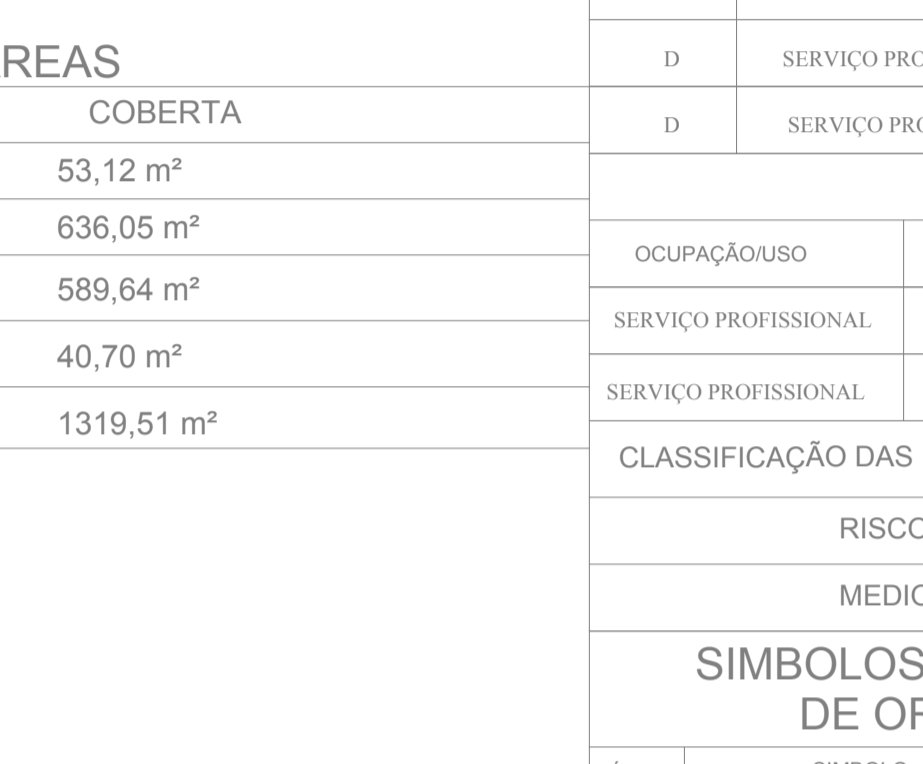 REAS
COBERTA
53,12 m²
636,05 m²
589,64 m²
40,70 m²
1319,51 m²
D
SERVIÇO PRO
D
SERVIÇO PRO
OCUPAÇÃO/USO
SERVIÇO PROFISSIONAL
SERVIÇO PROFISSIONAL
CLASSIFICAÇÃO DAS
RISCO
MEDIO
SIMBOLOS
DE